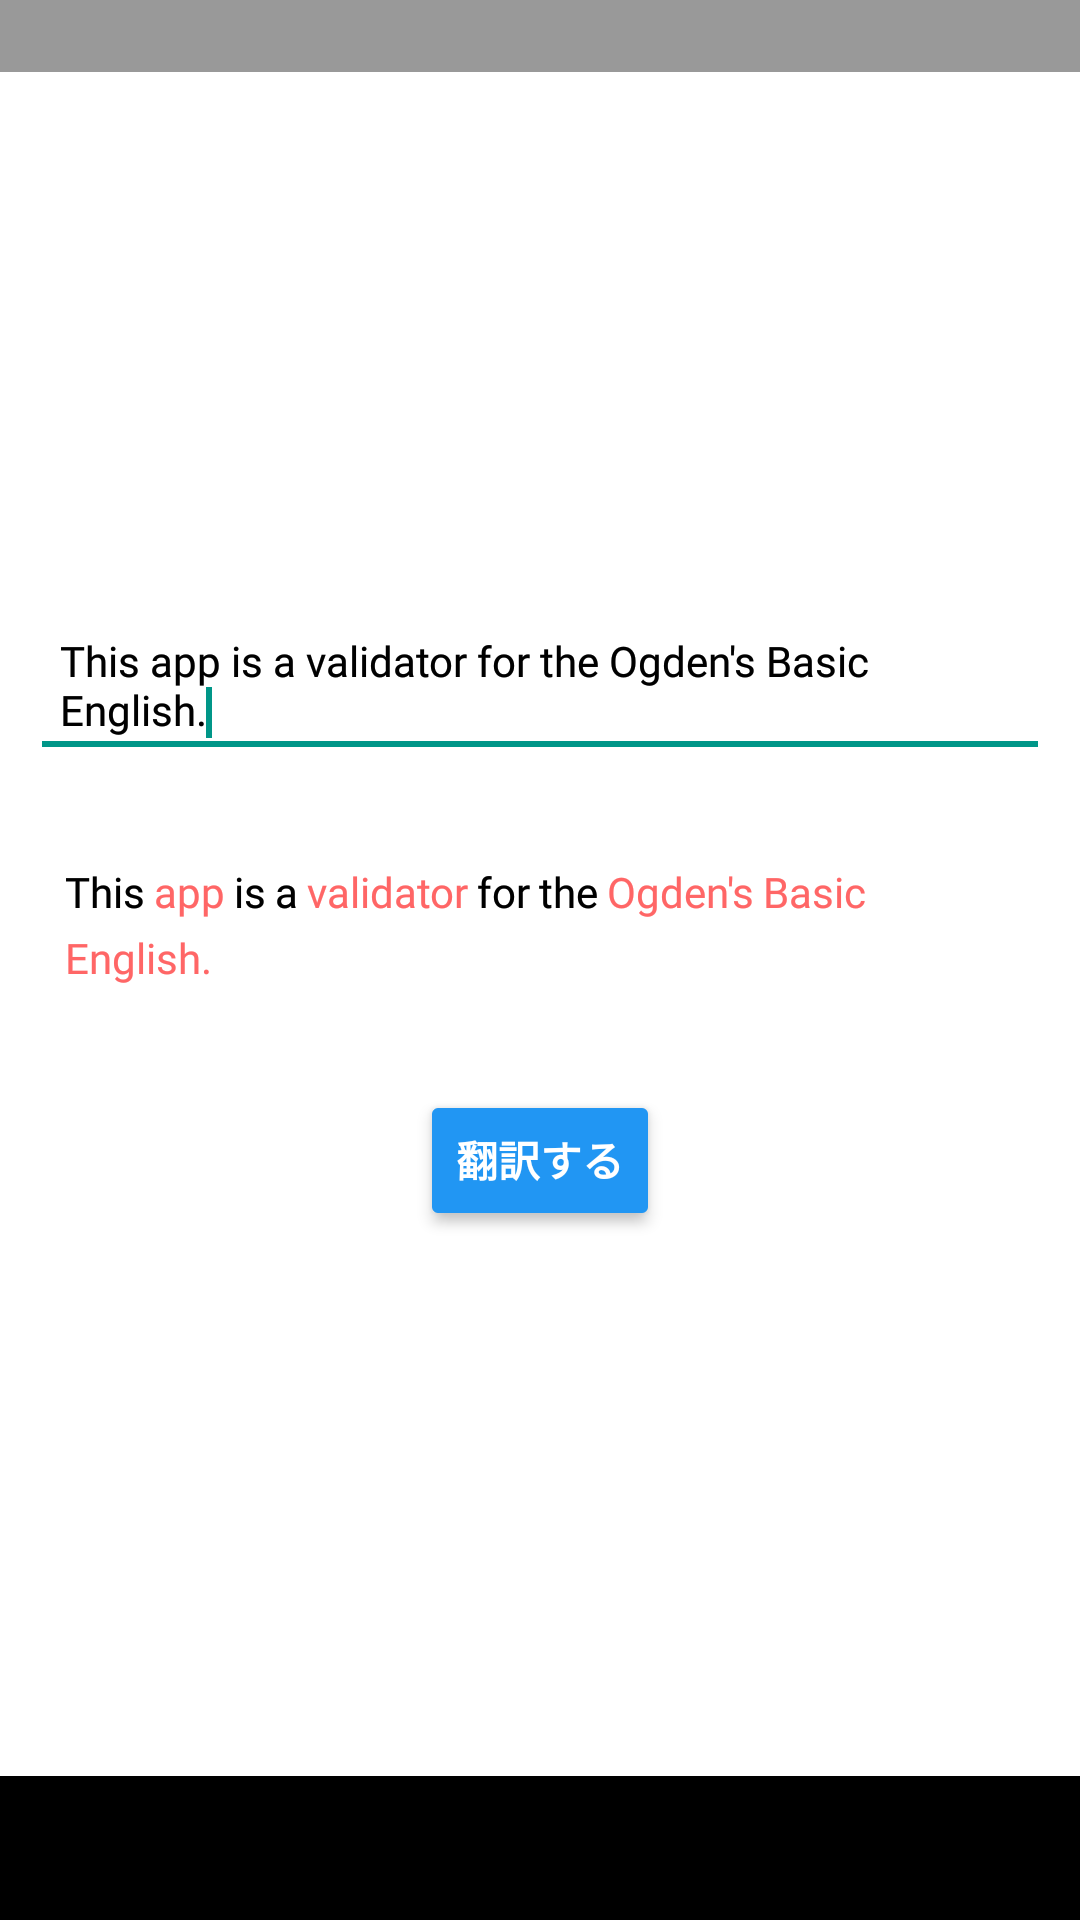 This app is a validator for the Ogden's Basic
English.
This app is a validator for the Ogden's Basic
English.
翻訳する